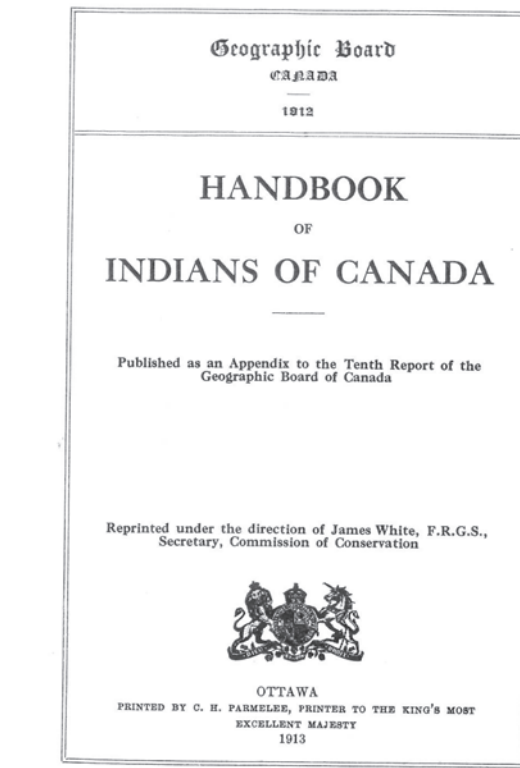 Geographic Board
CANADA
1912
HANDBOOK
OF
INDIANS OF CANADA
Published as an Appendix to the Tenth Report of the
Geographic Board of Canada
Reprinted under the direction of James White, F.R.G.S.,
Secretary, Commission of Conservation
OTTAWA
PRINTED BY C. H. PARMELEE, PRINTER TO THE KING'S MOST
EXCELLENT MAJESTY
1913